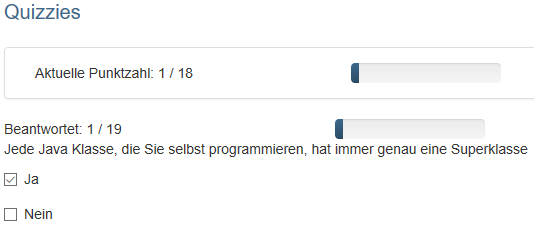 Quizzies
Aktuelle Punktzahl: 1 / 18
Beantwortet: 1 / 19
Jede Java Klasse, die Sie selbst programmieren, hat immer genau eine Superklasse
Ja
Nein